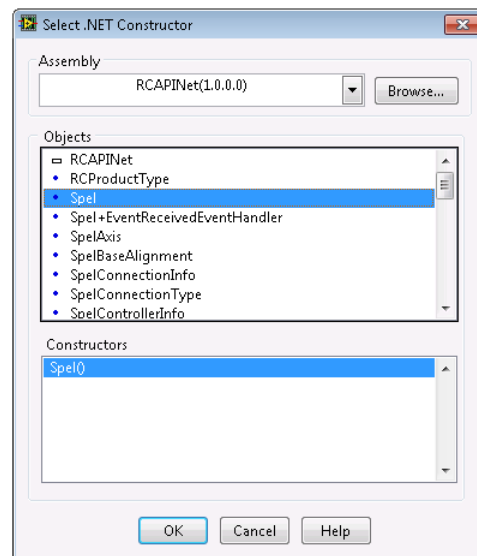 Select .NET Constructor
Assembly
RCAPINet(1.0.0.0)
Browse...
Objects
RCAPINet
RCProductType
Spel
Spel+EventReceivedEventHandler
SpelAxis
SpelBaseAlignment
SpelConnectionInfo
SpelConnectionType
SpelControllerInfo
Constructors
Spel()
OK Cancel Help